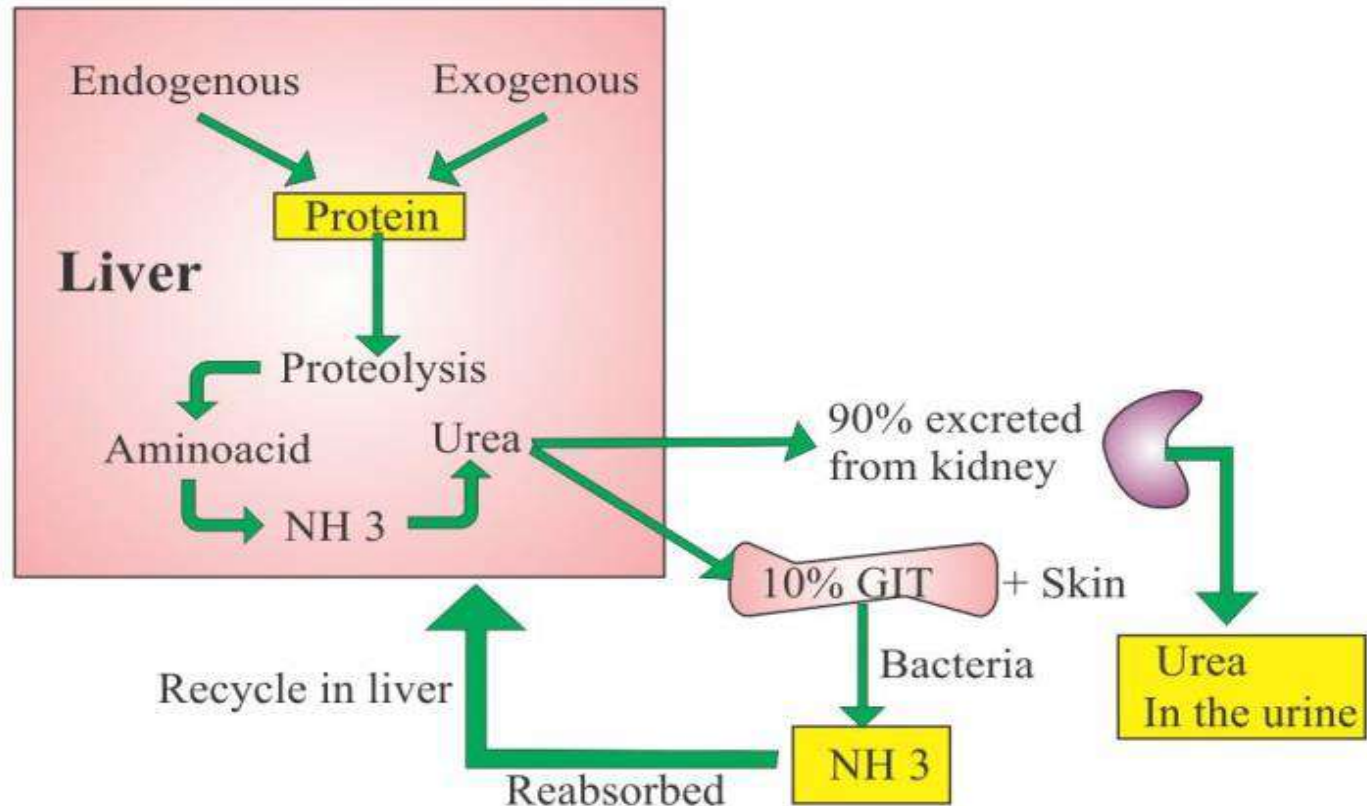 Endogenous
Exogenous
Protein
Liver
Proteolysis
Aminoacid
Urea
NH 3
90% excreted
from kidney
10% GIT
+ Skin
Bacteria
Urea
In the urine
Recycle in liver
NH 3
Reabsorbed